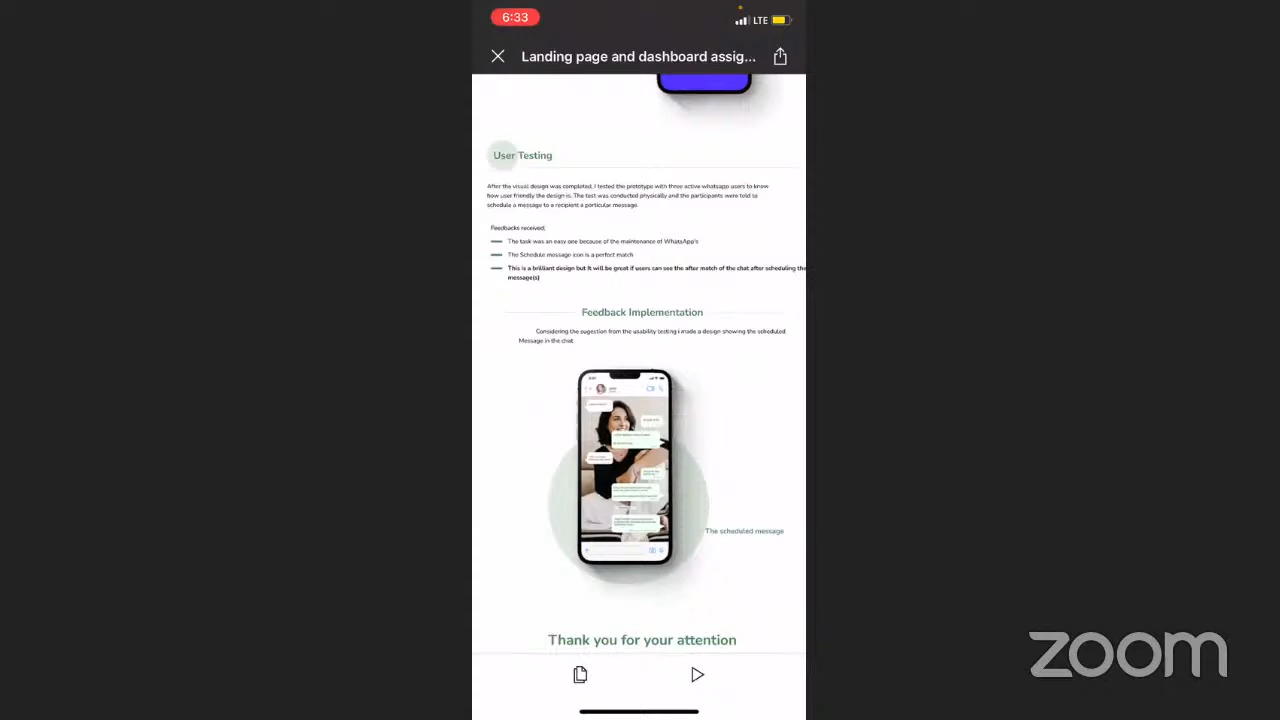 6:33
LTE
Landing page and dashboard assig...
User Testing
After the visual design was completed, I tested the prototype with three active whatsapp users to know
how user friendly the design is. The test was conducted physically and the participants were told to
schedule a message to a recipient a particular message.
Feedbacks received;
The task was an easy one because of the maintenance of WhatsApp's
The Schedule message icon is a perfect match
This is a brilliant design but It will be great if users can see the after match of the chat after scheduling the
message(s)
Feedback Implementation
Considering the sugestion from the usability testing i made a design showing the scheduled
Message in the chat
The scheduled message
Thank you for your attention
zoom